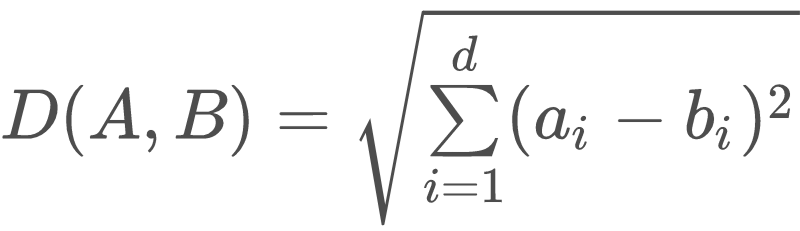 D(A, B) = √∑_{i=1}^{d}(a_i − b_i)^2